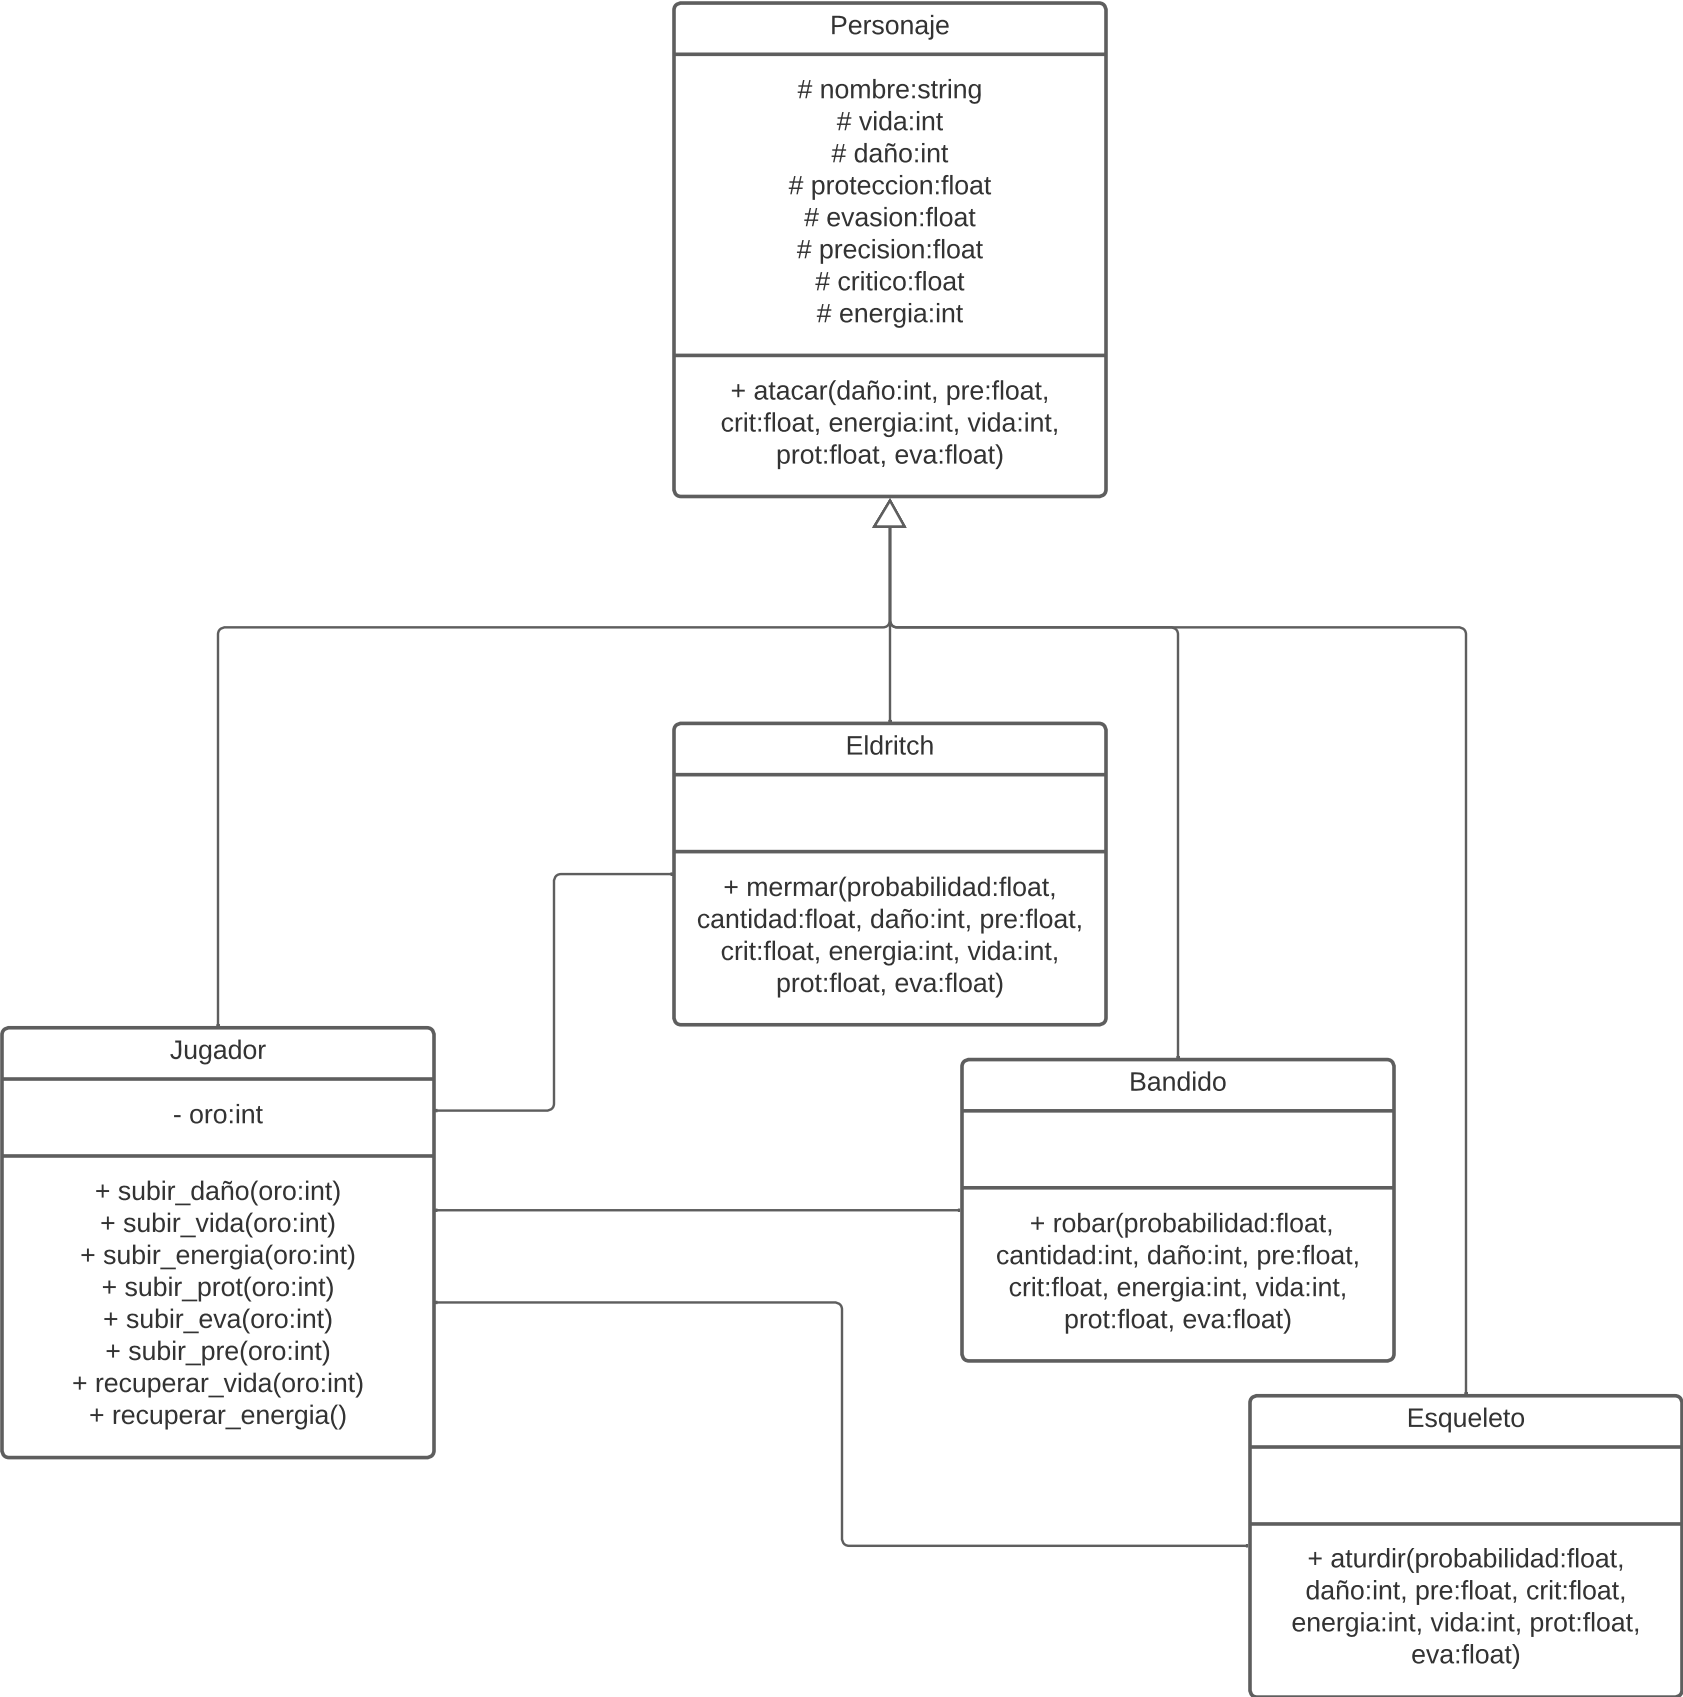 Personaje
# nombre:string
# vida:int
# daño:int
# proteccion:float
# evasion:float
# precision:float
# critico:float
# energia:int
+ atacar(daño:int, pre:float,
crit:float, energia:int, vida:int,
prot:float, eva:float)
Eldritch
+ mermar(probabilidad:float,
cantidad:float, daño:int, pre:float,
crit:float, energia:int, vida:int,
prot:float, eva:float)
Jugador
- oro:int
+ subir_daño(oro:int)
+ subir_vida(oro:int)
+ subir_energia(oro:int)
+ subir_prot(oro:int)
+ subir_eva(oro:int)
+ subir_pre(oro:int)
+ recuperar_vida(oro:int)
+ recuperar_energia()
Bandido
+ robar(probabilidad:float,
cantidad:int, daño:int, pre:float,
crit:float, energia:int, vida:int,
prot:float, eva:float)
Esqueleto
+ aturdir(probabilidad:float,
daño:int, pre:float, crit:float,
energia:int, vida:int, prot:float,
eva:float)